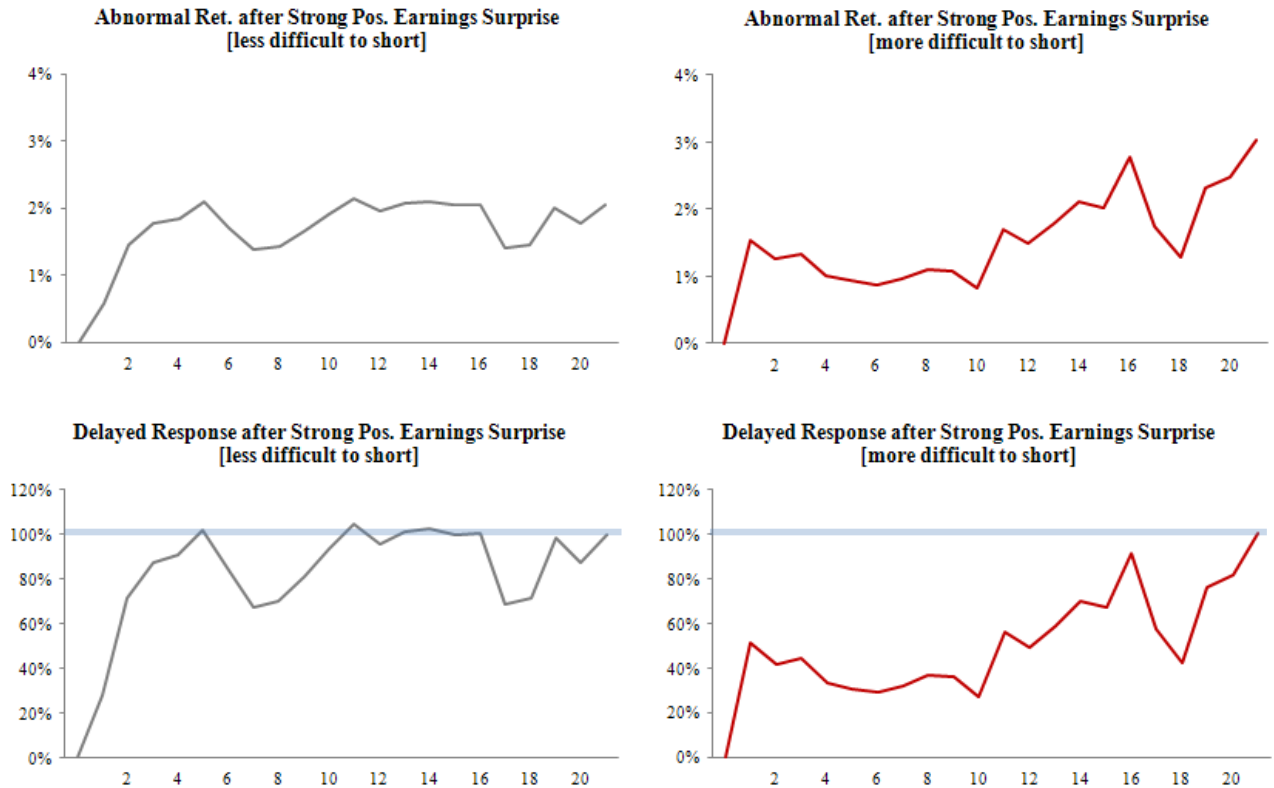 Abnormal Ret. after Strong Pos. Earnings Surprise
[less difficult to short]
4%
3%
2%
1%
0%
2 4 6 8 10 12 14 16 18 20
Abnormal Ret. after Strong Pos. Earnings Surprise
[more difficult to short]
4%
3%
2%
1%
0%
2 4 6 8 10 12 14 16 18 20
Delayed Response after Strong Pos. Earnings Surprise
[less difficult to short]
120%
100%
80%
60%
40%
20%
0%
2 4 6 8 10 12 14 16 18 20
Delayed Response after Strong Pos. Earnings Surprise
[more difficult to short]
120%
100%
80%
60%
40%
20%
0%
2 4 6 8 10 12 14 16 18 20